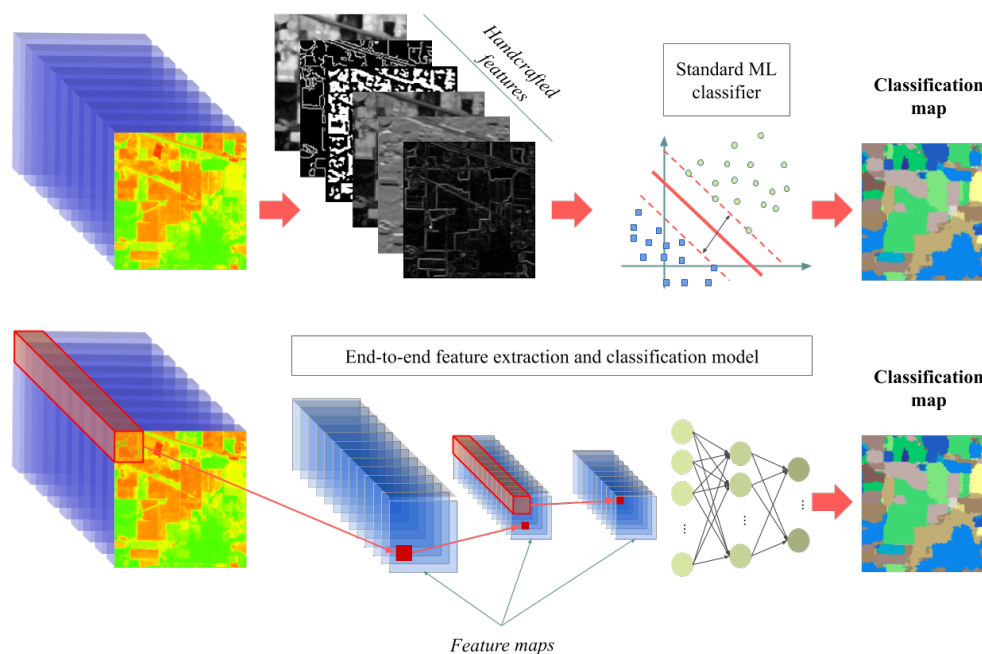 Handcrafted
features
Standard ML
classifier
Classification
map
End-to-end feature extraction and classification model
Classification
map
...
...
...
Feature maps